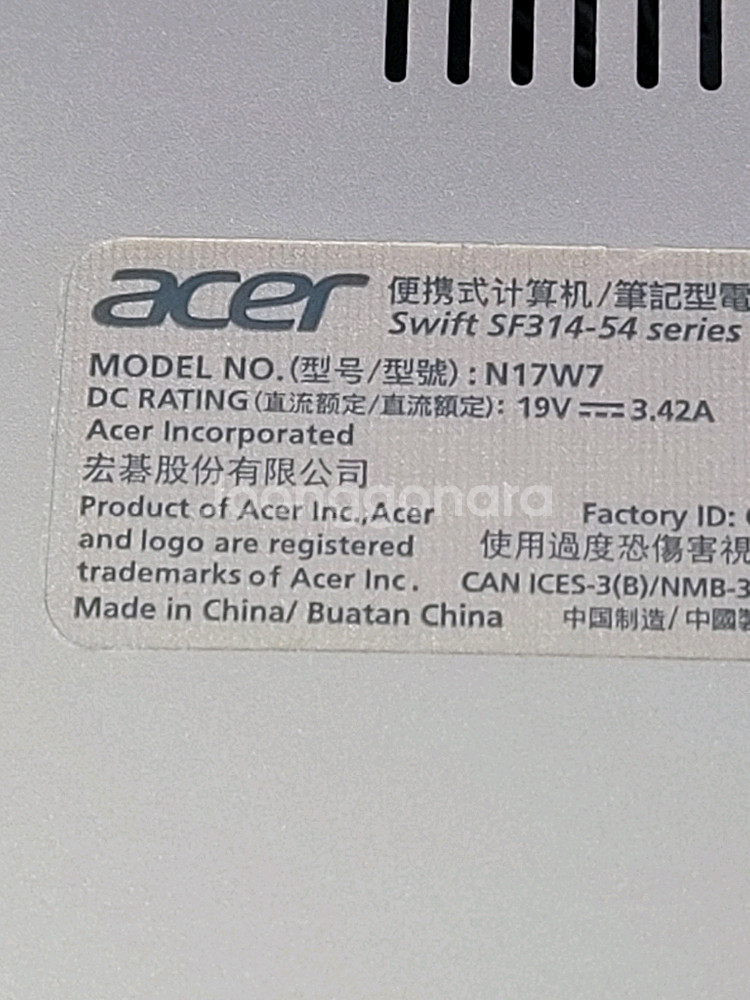 acer 便携式计算机/筆記型電
Swift SF314-54 series
MODEL NO.(型号/型號) : N17W7
DC RATING(直流额定/直流額定): 19V ⎓ 3.42A
Acer Incorporated
宏碁股份有限公司
Product of Acer Inc.,Acer Factory ID:
and logo are registered 使用過度恐傷害視
trademarks of Acer Inc. CAN ICES-3(B)/NMB-3
Made in China/ Buatan China 中国制造/ 中國製
joonggonara